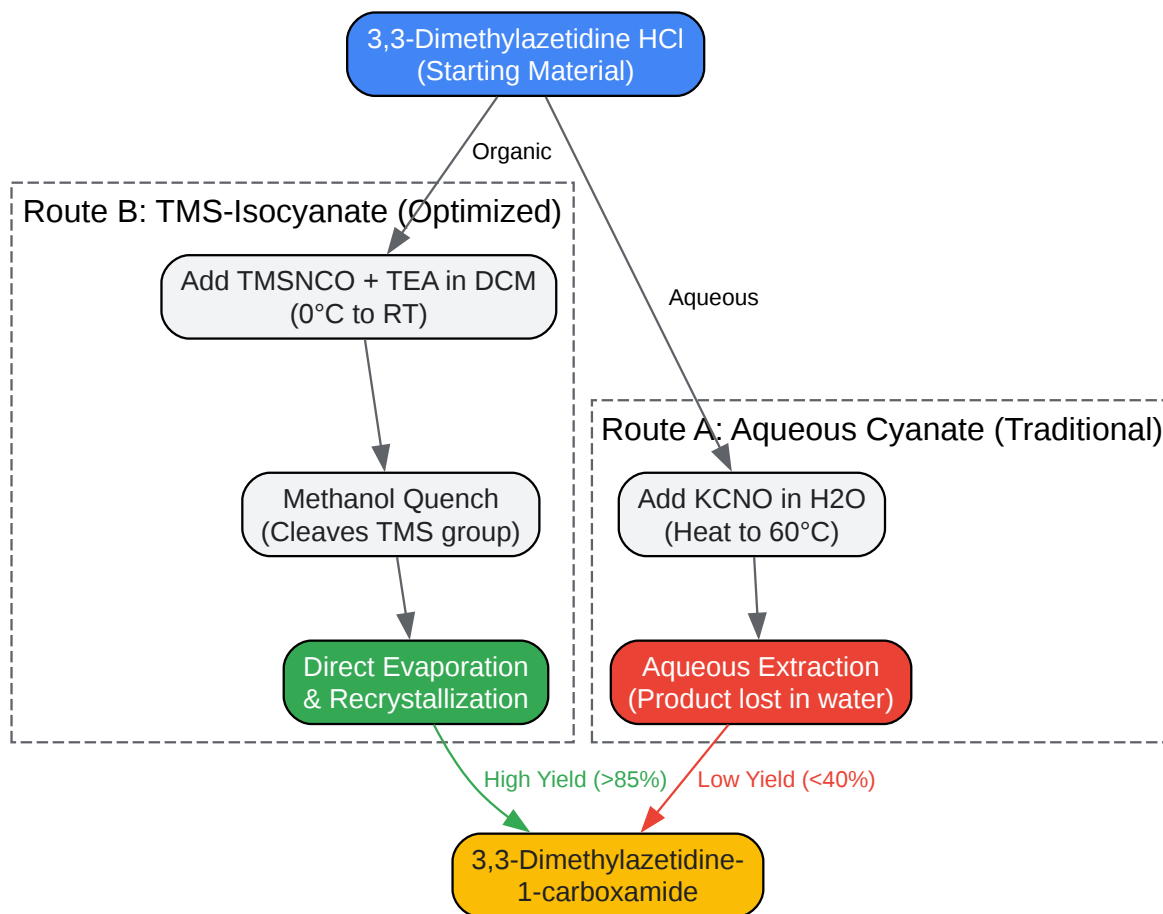 3,3-Dimethylazetidine HCl
(Starting Material)
Organic
Route B: TMS-Isocyanate (Optimized)
Add TMSNCO + TEA in DCM
(0°C to RT)
Aqueous
Route A: Aqueous Cyanate (Traditional)
Methanol Quench
(Cleaves TMS group)
Add KCNO in H2O
(Heat to 60°C)
Direct Evaporation
& Recrystallization
Aqueous Extraction
(Product lost in water)
High Yield (>85%)
Low Yield (<40%)
3,3-Dimethylazetidine-
1-carboxamide